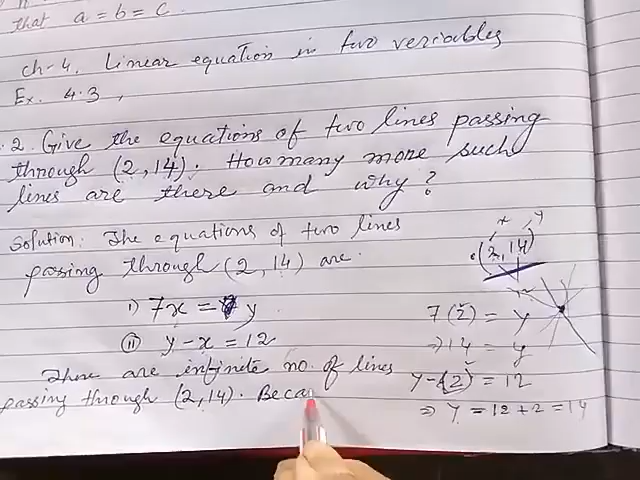 that a = b = c.
ch-4. Linear equation in two veriables
Ex. 4.3,
2. Give the equations of two lines passing
through (2,14). How many more such
lines are there and why?
Solution: The equations of two lines
passing through (2,14) are.
i) 7x = y
(ii) y-x = 12
There are infinite no. of lines
passing through (2,14). Beca
x y
(2,14)
7(2) = y
⇒ 14 = y
y-(2) = 12
⇒ y = 12+2 = 14